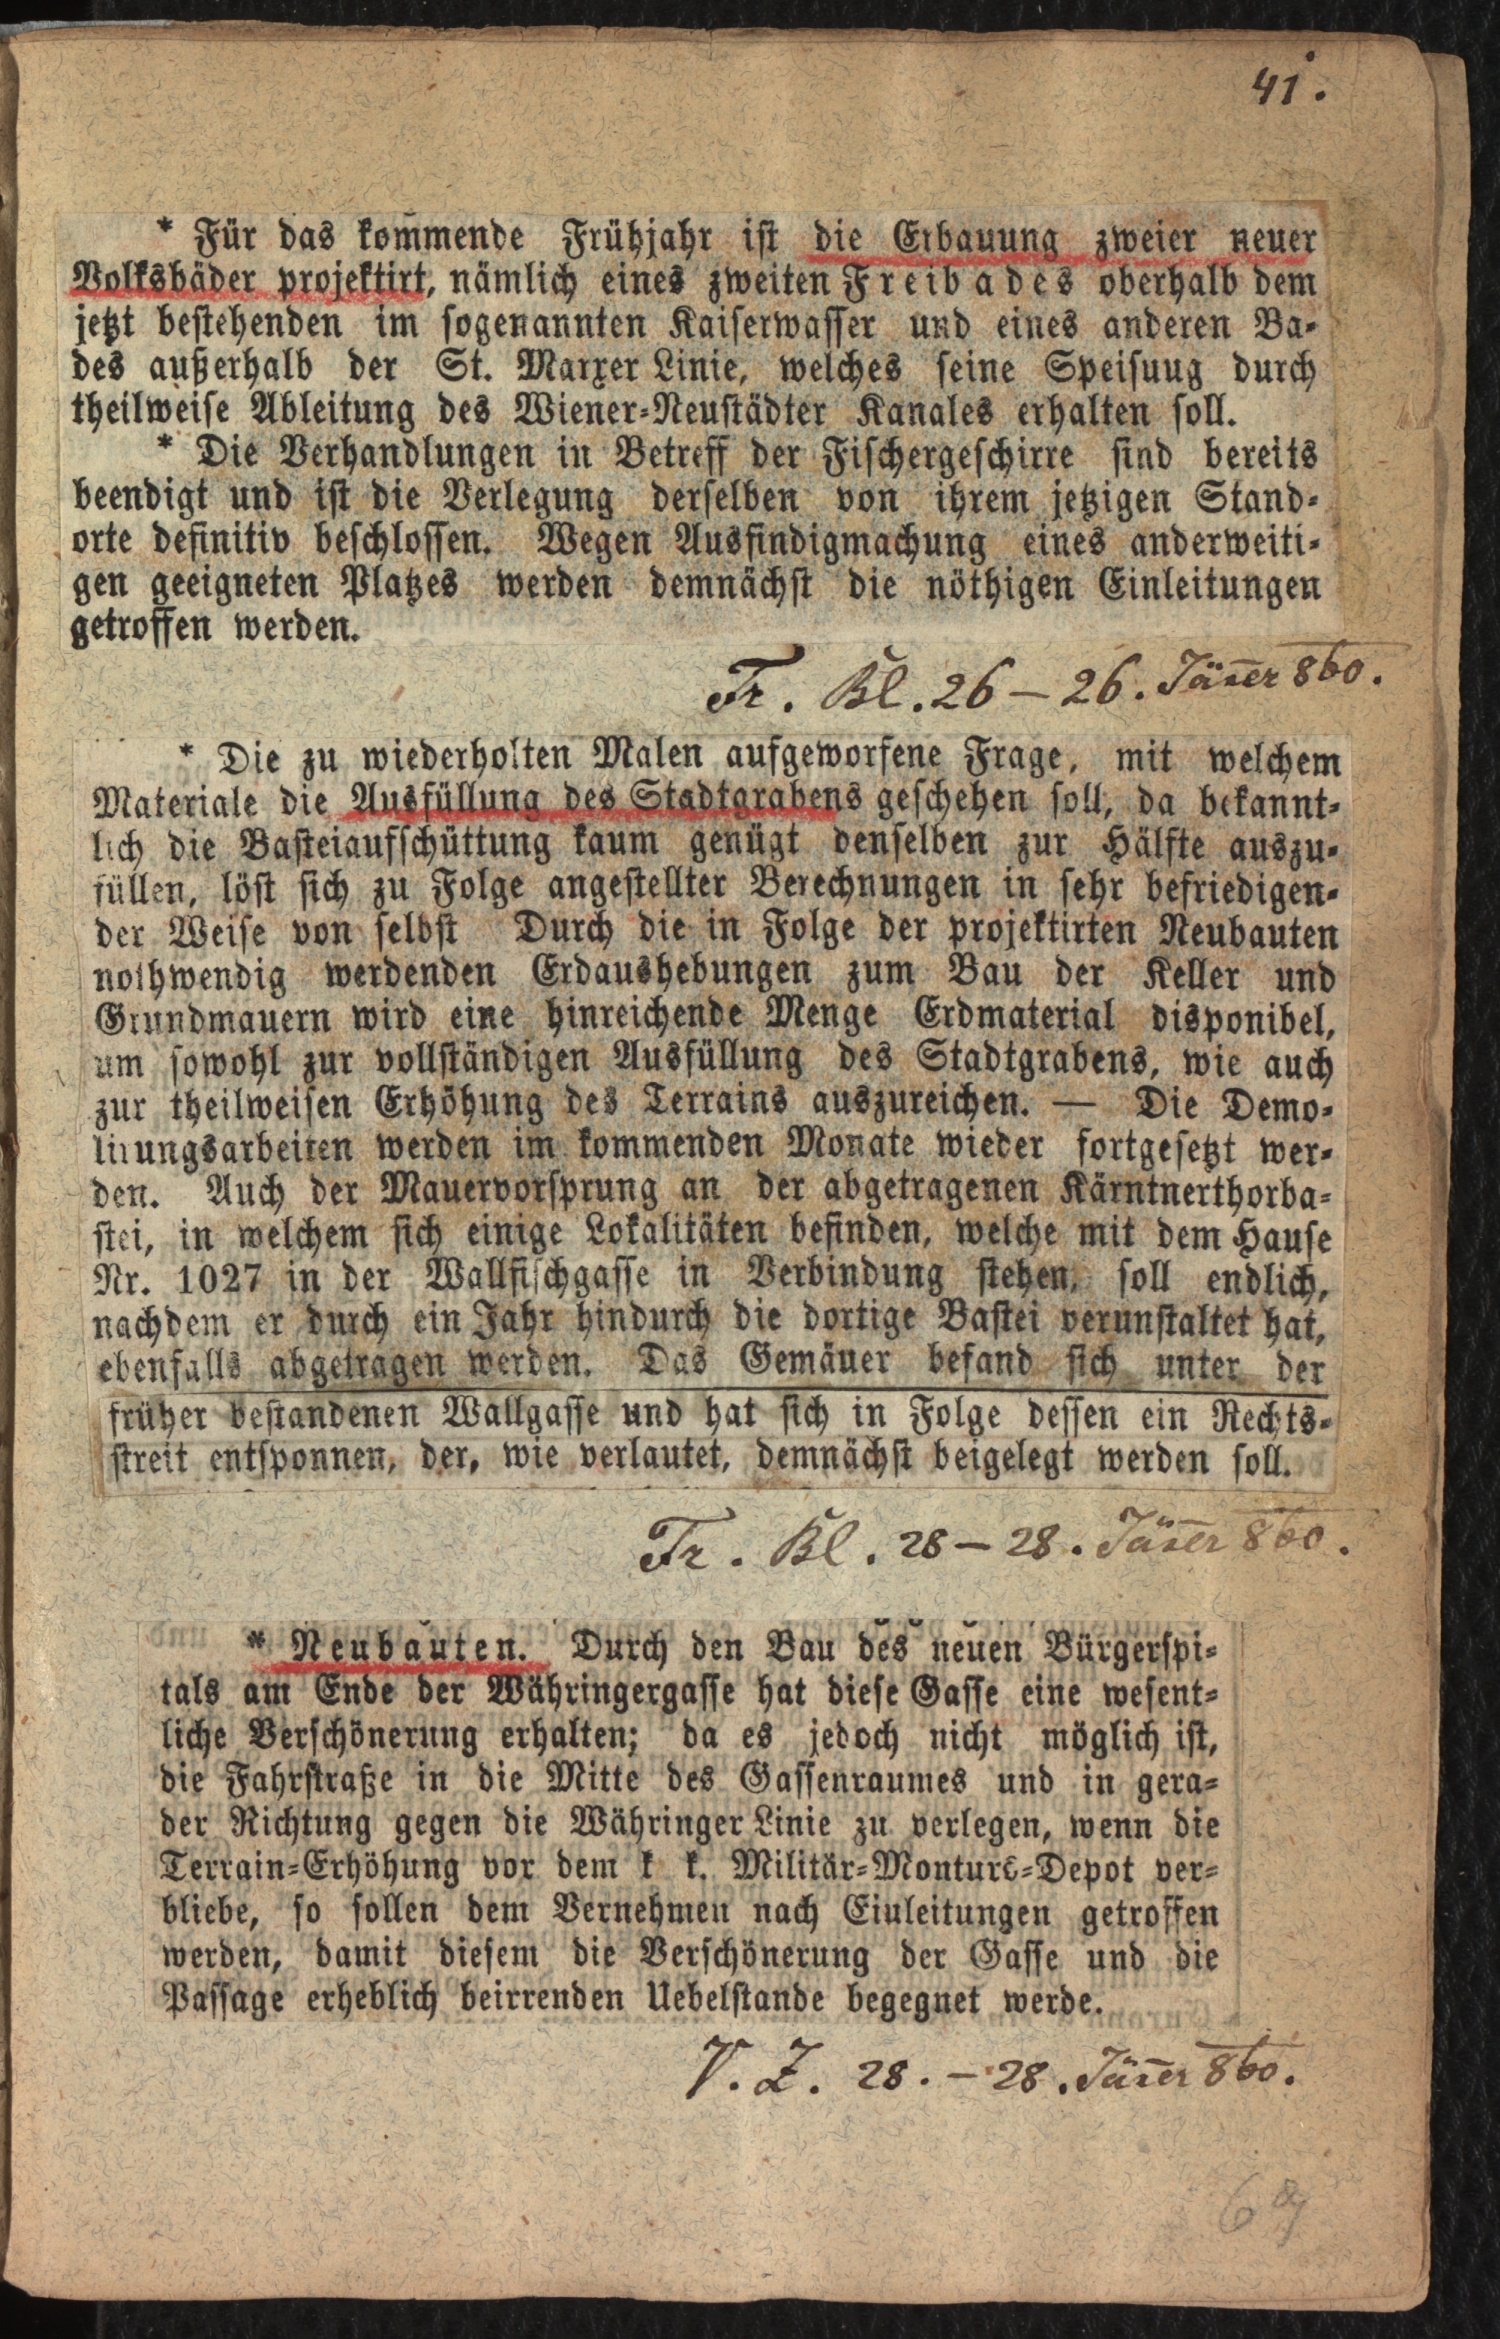 41.
* Für das kommende Frühjahr ist die Erbauung zweier neuer
Volksbäder projektirt, nämlich eines zweiten Freibades oberhalb dem
jetzt bestehenden im sogenannten Kaiserwasser und eines anderen Ba-
des außerhalb der St. Marxer Linie, welches seine Speisuug durch
theilweise Ableitung des Wiener-Neustädter Kanales erhalten soll.
* Die Verhandlungen in Betreff der Fischergeschirre sind bereits
beendigt und ist die Verlegung derselben von ihrem jetzigen Stand-
orte definitiv beschlossen. Wegen Ausfindigmachung eines anderweiti-
gen geeigneten Platzes werden demnächst die nöthigen Einleitungen
getroffen werden.
Fr. Bl. 26 – 26. Jän̄er 860.
* Die zu wiederholten Malen aufgeworfene Frage, mit welchem
Materiale die Ausfüllung des Stadtgrabens geschehen soll, da bekannt-
lich die Basteiaufschüttung kaum genügt denselben zur Hälfte auszu-
füllen, löst sich zu Folge angestellter Berechnungen in sehr befriedigen-
der Weise von selbst Durch die in Folge der projektirten Neubauten
nothwendig werdenden Erdaushebungen zum Bau der Keller und
Grundmauern wird eine hinreichende Menge Erdmaterial disponibel,
um sowohl zur vollständigen Ausfüllung des Stadtgrabens, wie auch
zur theilweisen Erhöhung des Terrains auszureichen. — Die Demo-
lirungsarbeiten werden im kommenden Monate wieder fortgesetzt wer-
den. Auch der Mauervorsprung an der abgetragenen Kärntnerthorba-
stei, in welchem sich einige Lokalitäten befinden, welche mit dem Hause
Nr. 1027 in der Wallfischgasse in Verbindung stehen, soll endlich,
nachdem er durch ein Jahr hindurch die dortige Bastei verunstaltet hat,
ebenfalls abgetragen werden. Das Gemäuer befand sich unter der
früher bestandenen Wallgasse und hat sich in Folge dessen ein Rechts-
streit entsponnen, der, wie verlautet, demnächst beigelegt werden soll.
Fr. Bl. 28 – 28. Jän̄er 860.
* Neubauten. Durch den Bau des neuen Bürgerspi-
tals am Ende der Währingergasse hat diese Gasse eine wesent-
liche Verschönerung erhalten; da es jedoch nicht möglich ist,
die Fahrstraße in die Mitte des Gassenraumes und in gera-
der Richtung gegen die Währinger Linie zu verlegen, wenn die
Terrain-Erhöhung vor dem k k. Militär-Monturs-Depot ver-
bliebe, so sollen dem Vernehmen nach Einleitungen getroffen
werden, damit diesem die Verschönerung der Gasse und die
Passage erheblich beirrenden Uebelstande begegnet werde.
V. Z. 28. – 28. Jän̄er 860.